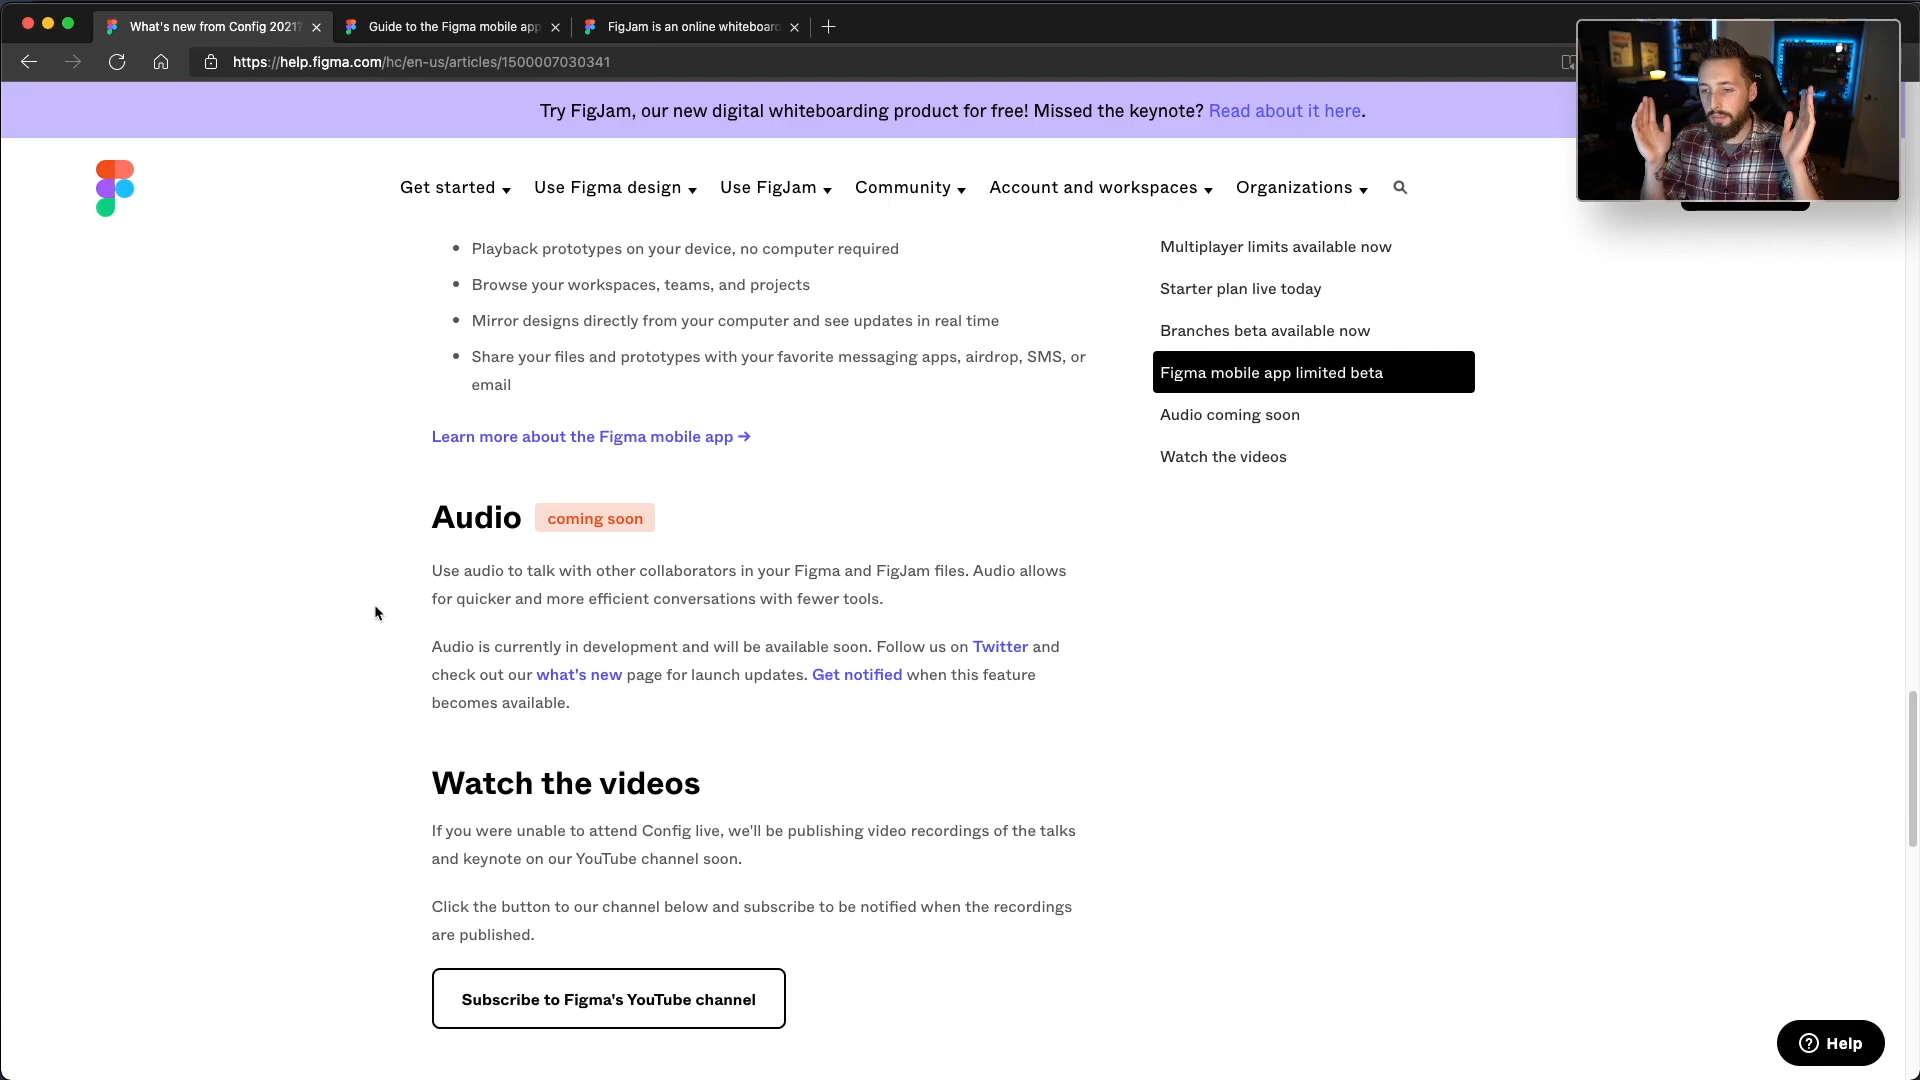 What's new from Config 2021?
Guide to the Figma mobile app
FigJam is an online whiteboard
https://help.figma.com/hc/en-us/articles/1500007030341
Try FigJam, our new digital whiteboarding product for free! Missed the keynote? Read about it here.
Get started
Use Figma design
Use FigJam
Community
Account and workspaces
Organizations
Playback prototypes on your device, no computer required
Browse your workspaces, teams, and projects
Mirror designs directly from your computer and see updates in real time
Share your files and prototypes with your favorite messaging apps, airdrop, SMS, or
email
Learn more about the Figma mobile app →
Multiplayer limits available now
Starter plan live today
Branches beta available now
Figma mobile app limited beta
Audio coming soon
Watch the videos
Audio coming soon
Use audio to talk with other collaborators in your Figma and FigJam files. Audio allows
for quicker and more efficient conversations with fewer tools.
Audio is currently in development and will be available soon. Follow us on Twitter and
check out our what's new page for launch updates. Get notified when this feature
becomes available.
Watch the videos
If you were unable to attend Config live, we'll be publishing video recordings of the talks
and keynote on our YouTube channel soon.
Click the button to our channel below and subscribe to be notified when the recordings
are published.
Subscribe to Figma's YouTube channel
Help